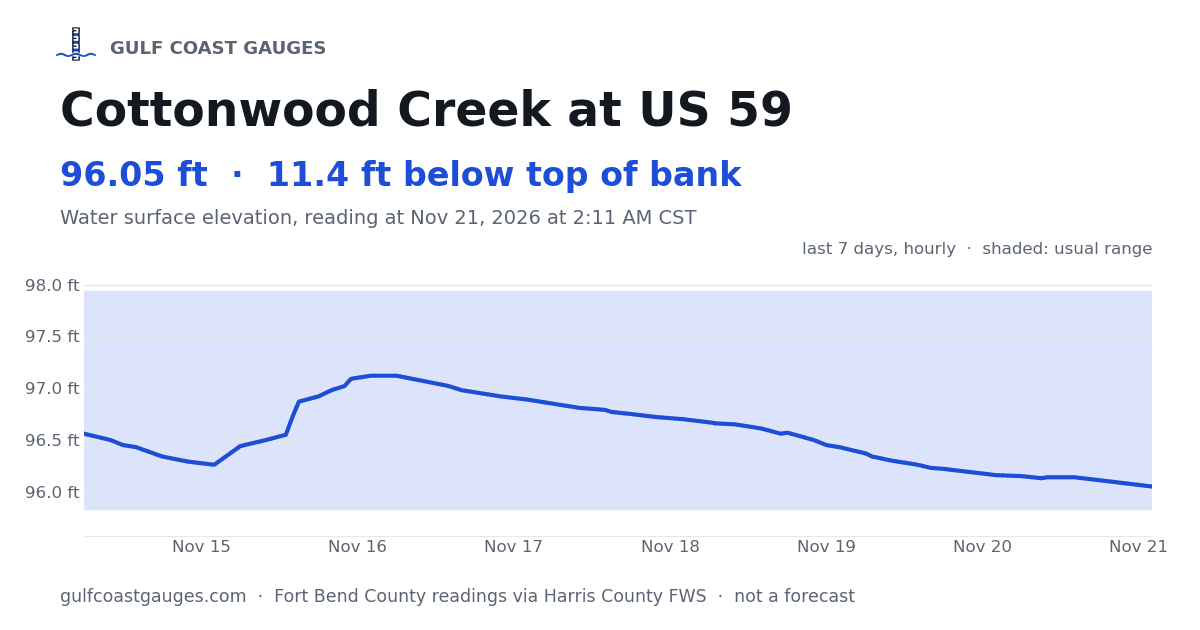 GULF COAST GAUGES
Cottonwood Creek at US 59
96.05 ft · 11.4 ft below top of bank
Water surface elevation, reading at Nov 21, 2026 at 2:11 AM CST
last 7 days, hourly · shaded: usual range
98.0 ft
97.5 ft
97.0 ft
96.5 ft
96.0 ft
Nov 15 Nov 16 Nov 17 Nov 18 Nov 19 Nov 20 Nov 21
gulfcoastgauges.com · Fort Bend County readings via Harris County FWS · not a forecast